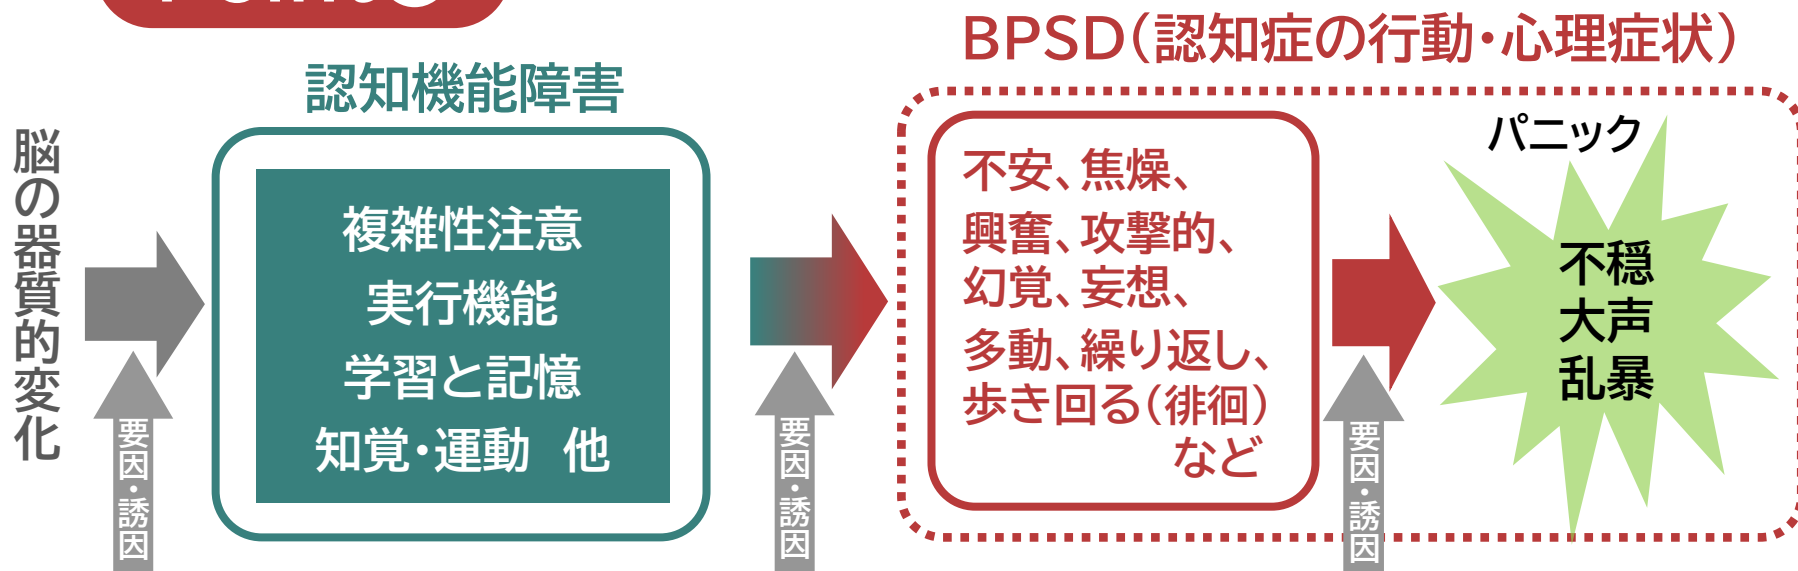 脳の器質的変化
要因・誘因
認知機能障害
複雑性注意
実行機能
学習と記憶
知覚・運動　他
要因・誘因
BPSD（認知症の行動・心理症状）
不安、焦燥、
興奮、攻撃的、
幻覚、妄想、
多動、繰り返し、
歩き回る（徘徊）
など
要因・誘因
パニック
不穏
大声
乱暴